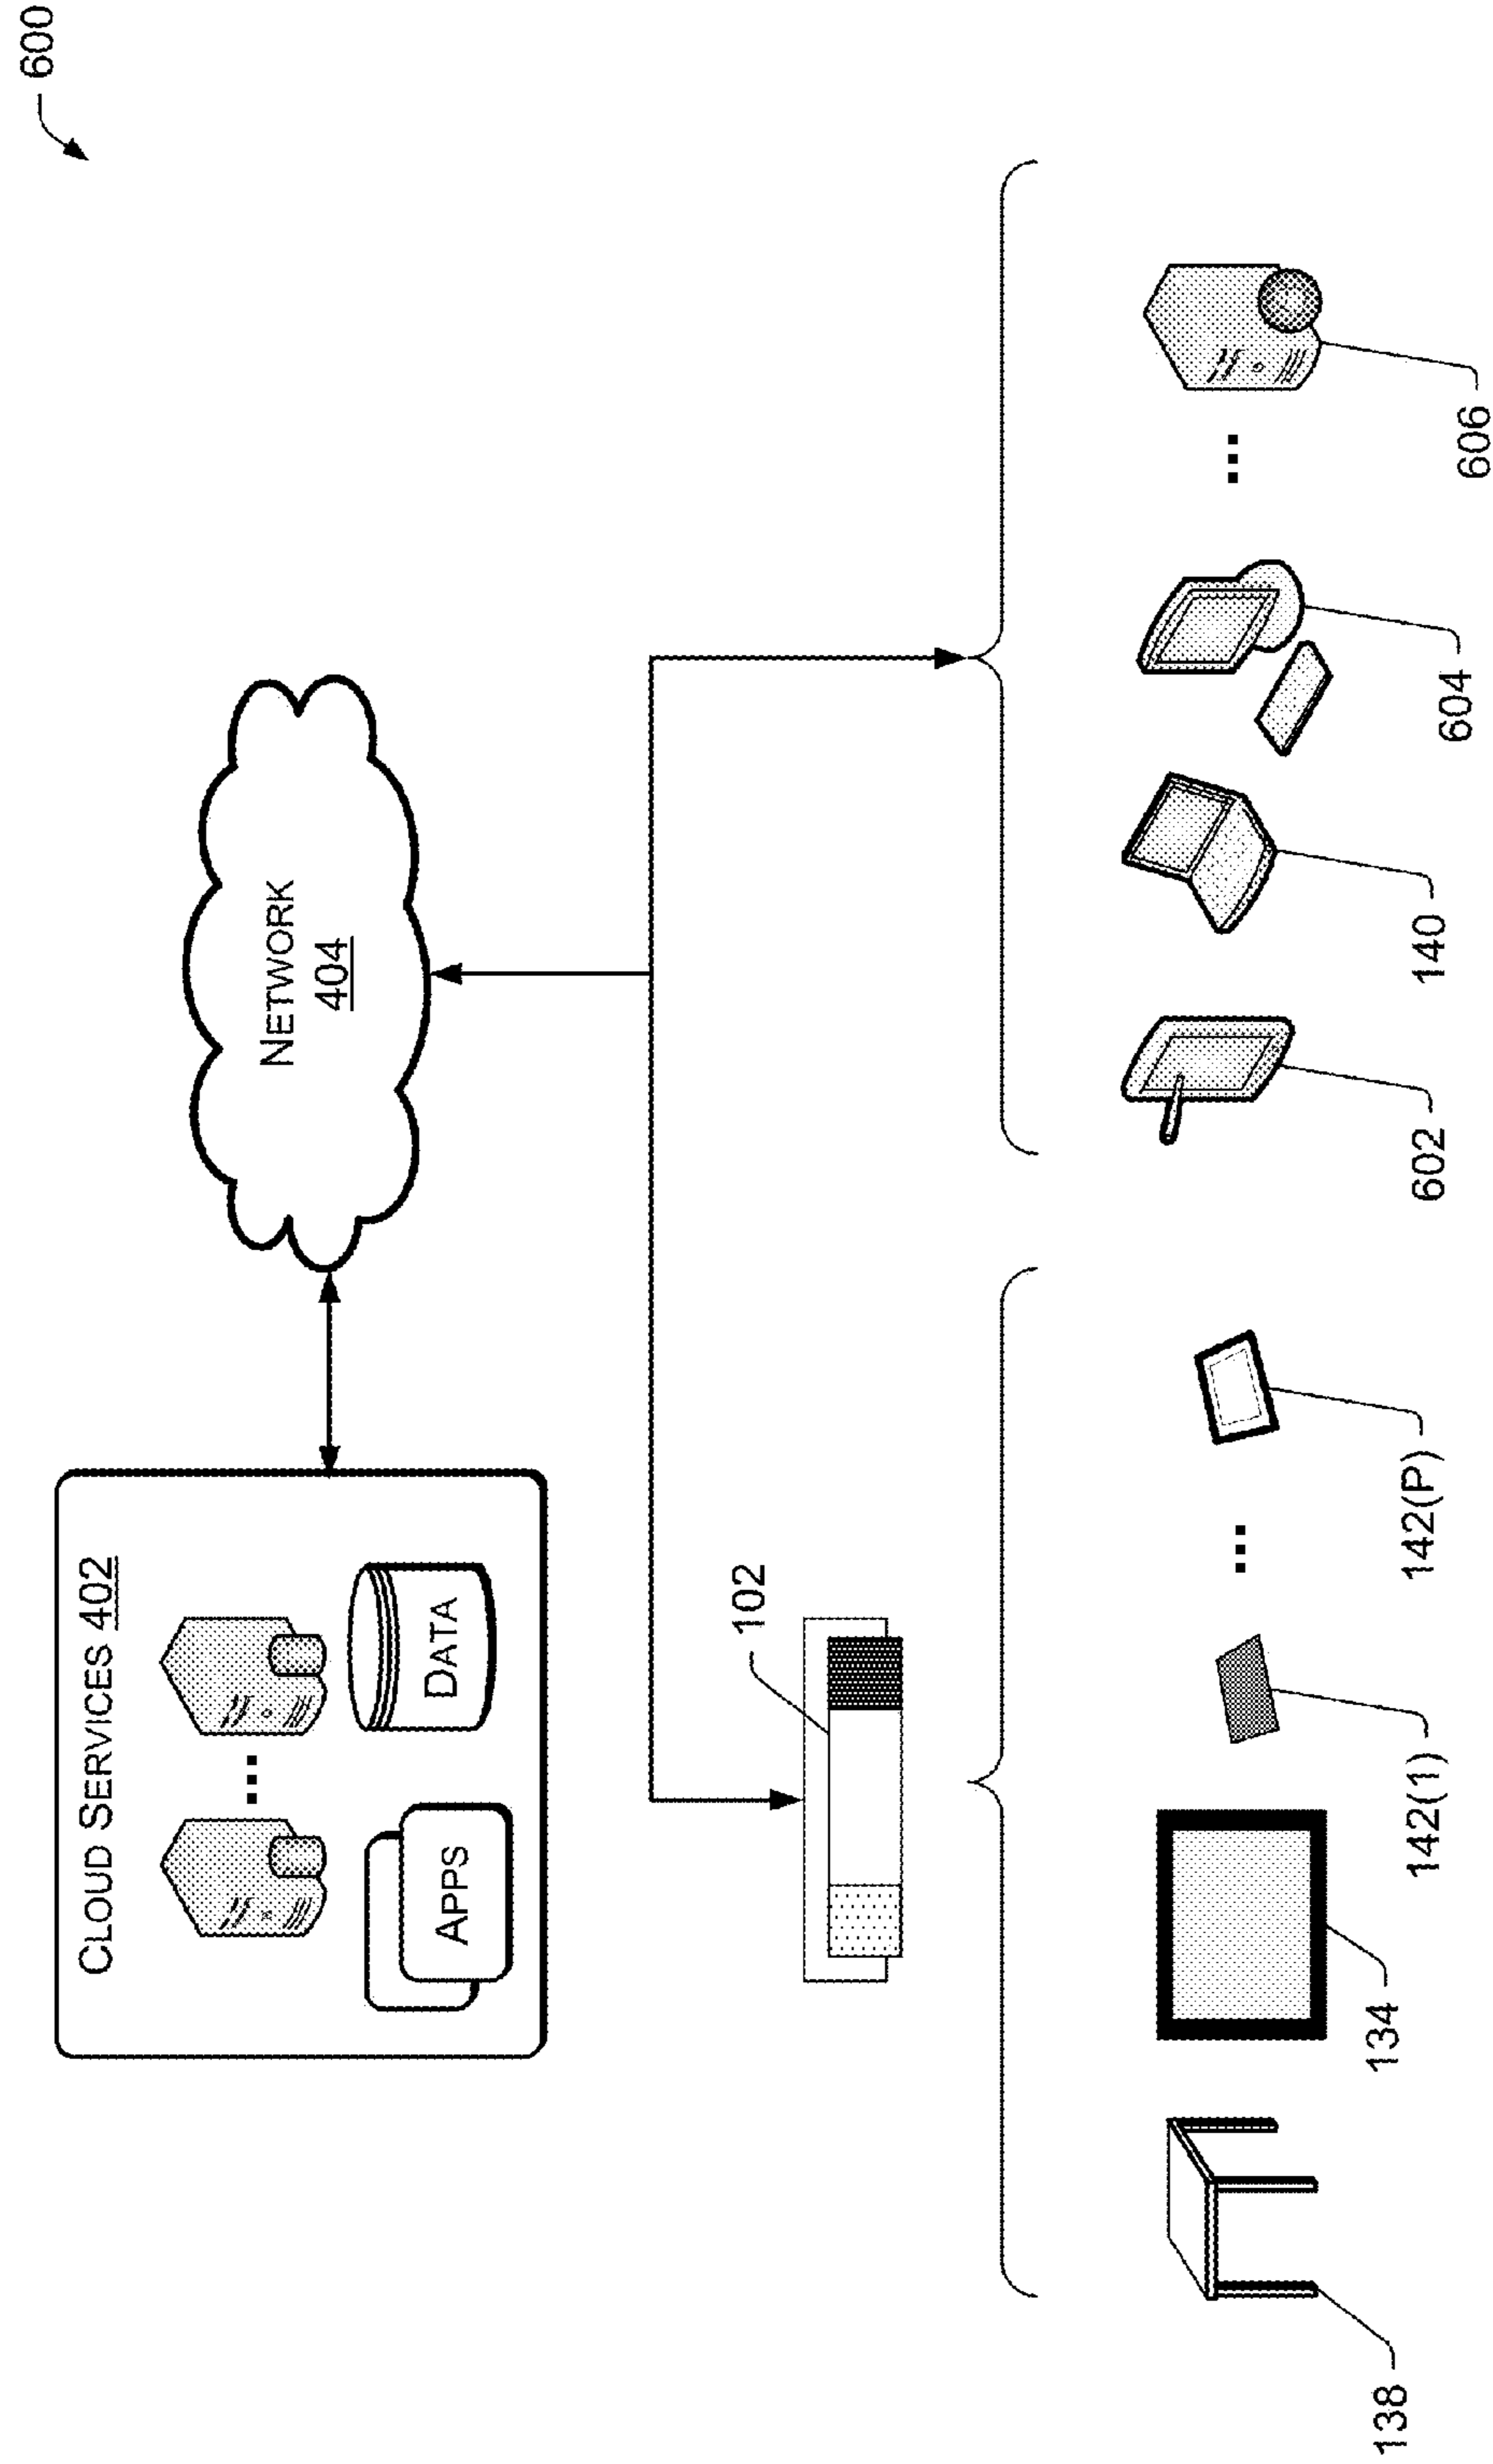 600
CLOUD SERVICES 402
APPS
DATA
NETWORK
404
102
138
134
142(1)
142(P)
602
140
604
606